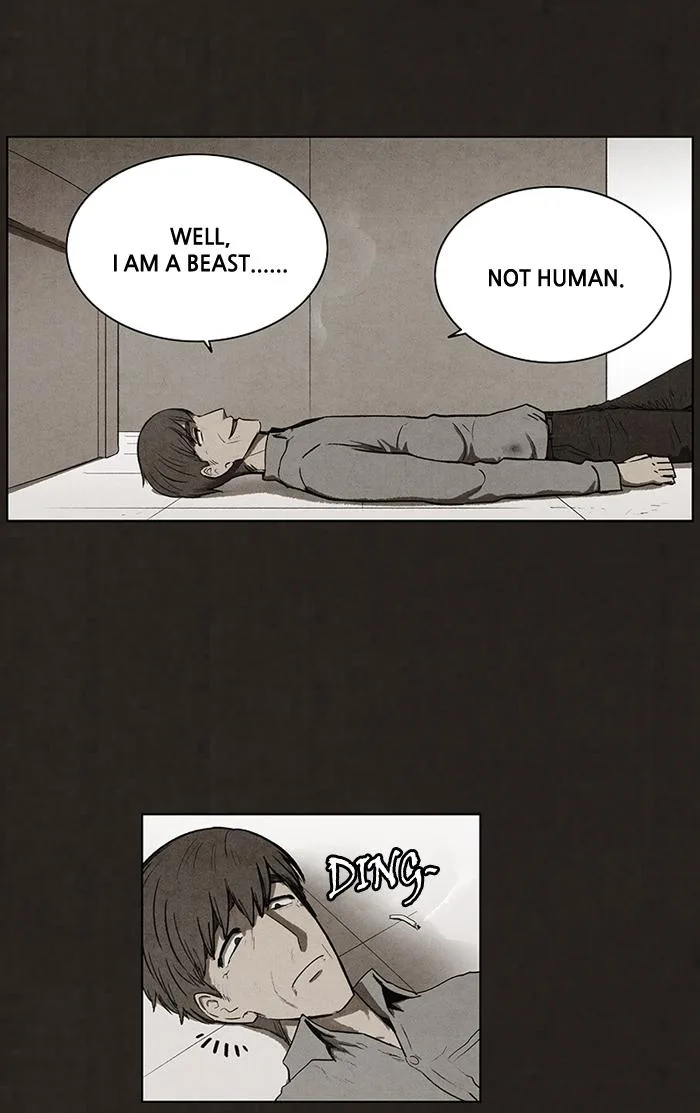 WELL,
I AM A BEAST......
NOT HUMAN.
DING~